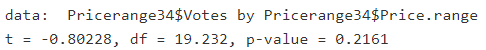 data:  Pricerange34$Votes by Pricerange34$Price.range
t = -0.80228, df = 19.232, p-value = 0.2161